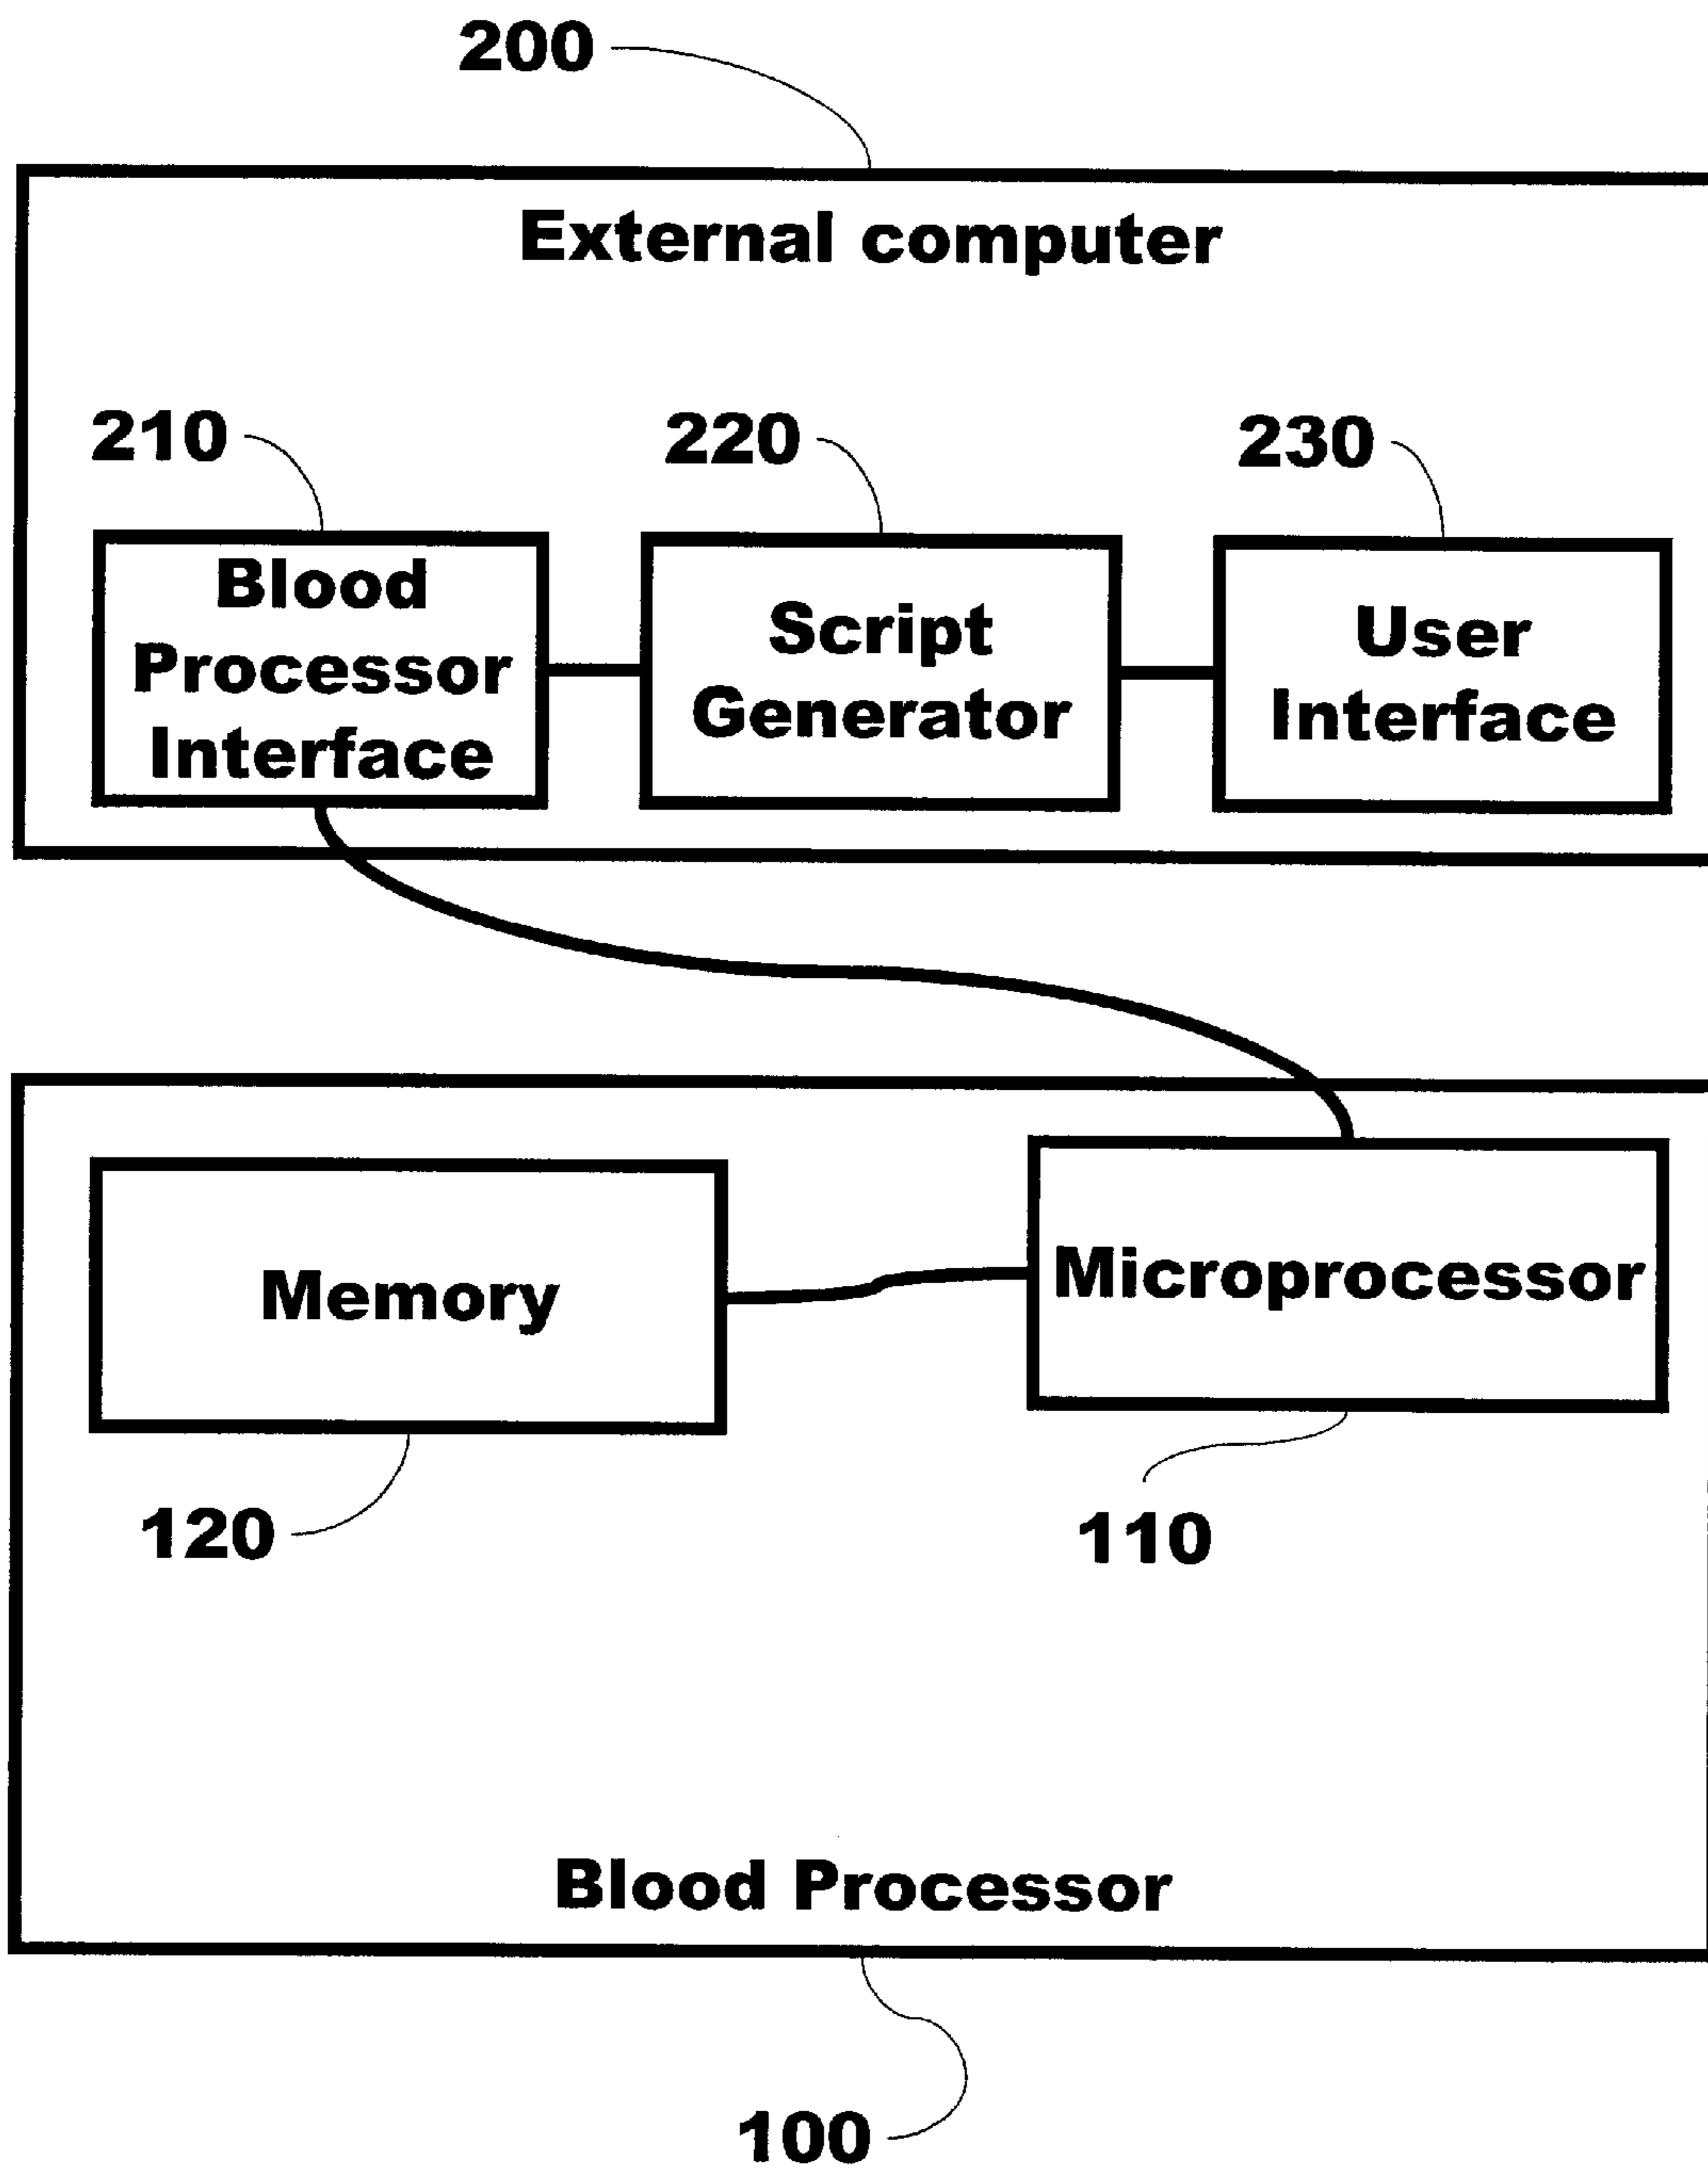 200
External computer
210
220
230
Blood
Processor
Interface
Script
Generator
User
Interface
Memory
Microprocessor
120
110
Blood Processor
100